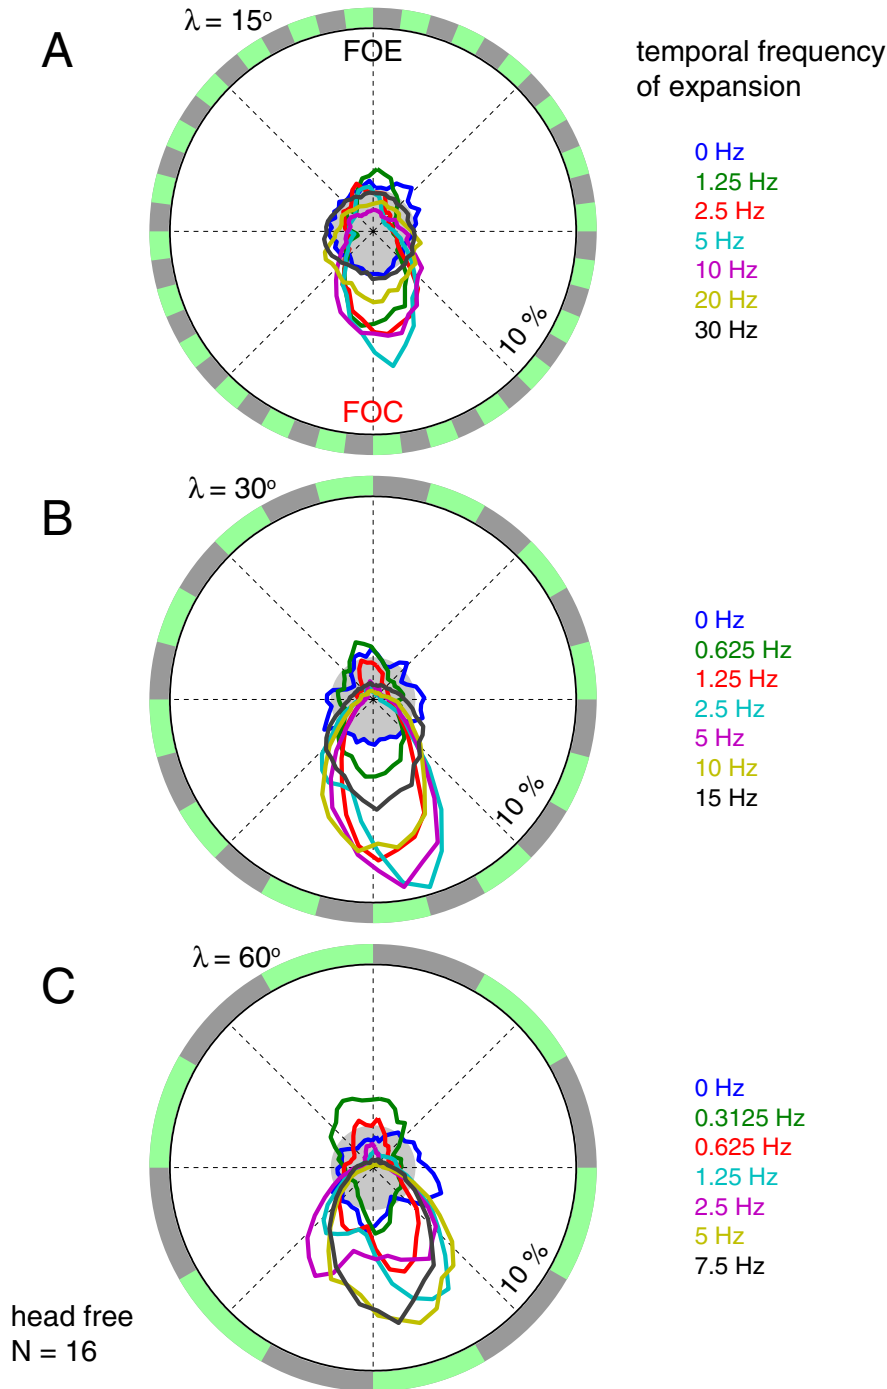 A
λ = 15º
FOE
FOC
10 %
temporal frequency
of expansion
0 Hz
1.25 Hz
2.5 Hz
5 Hz
10 Hz
20 Hz
30 Hz
B
λ = 30º
10 %
0 Hz
0.625 Hz
1.25 Hz
2.5 Hz
5 Hz
10 Hz
15 Hz
C
λ = 60º
10 %
0 Hz
0.3125 Hz
0.625 Hz
1.25 Hz
2.5 Hz
5 Hz
7.5 Hz
head free
N = 16